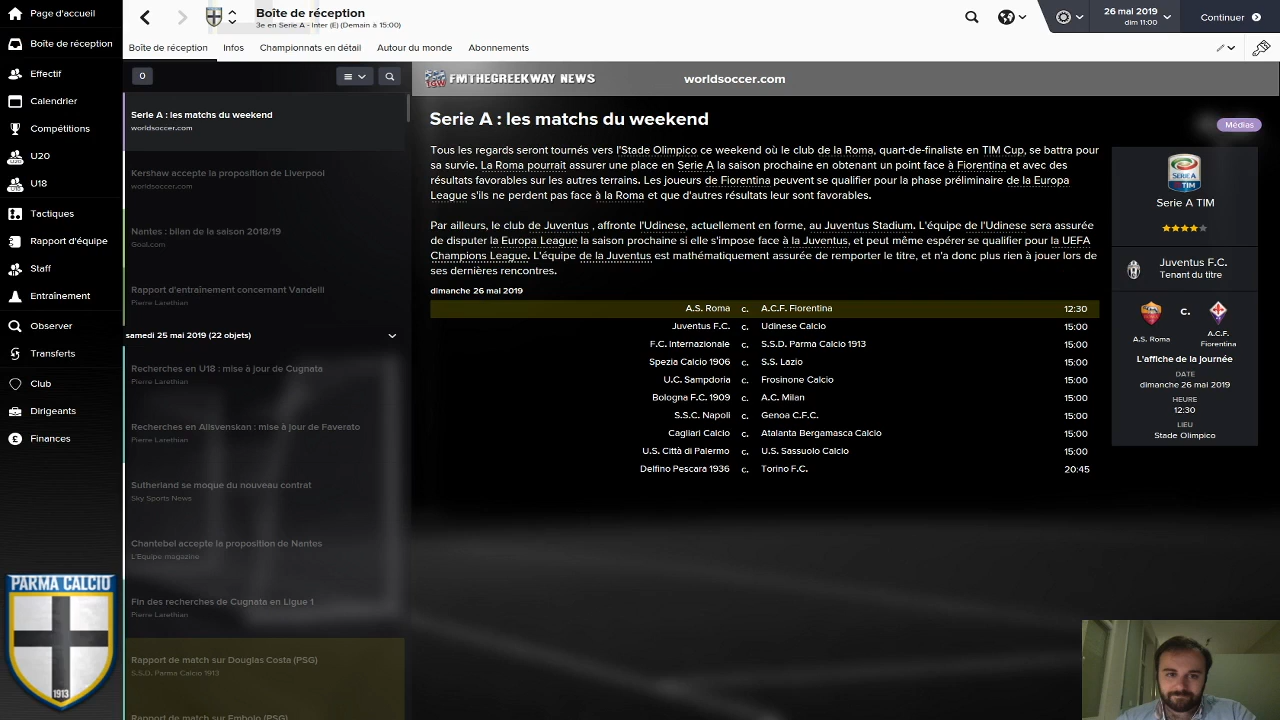 Page d'accueil
Boîte de réception
Effectif
Calendrier
Compétitions
U20
U18
Tactiques
Rapport d'équipe
Staff
Entraînement
Observer
Transferts
Club
Dirigeants
Finances
PARMA CALCIO
1913
Boîte de réception
3e en Serie A - Inter (E) (Demain à 15:00)
26 mai 2019
dim 11:00
Continuer
Boîte de réception
Infos
Championnats en détail
Autour du monde
Abonnements
0
Serie A : les matchs du weekend
worldsoccer.com
Kershaw accepte la proposition de Liverpool
worldsoccer.com
Nantes : bilan de la saison 2018/19
Goal.com
Rapport d'entraînement concernant Vandelli
Pierre Larethian
samedi 25 mai 2019 (22 objets)
Recherches en U18 : mise à jour de Cugnata
Pierre Larethian
Recherches en Allsvenskan : mise à jour de Faverato
Pierre Larethian
Sutherland se moque du nouveau contrat
Sky Sports News
Chantebel accepte la proposition de Nantes
L'Equipe magazine
Fin des recherches de Cugnata en Ligue 1
Pierre Larethian
Rapport de match sur Douglas Costa (PSG)
S.S.D. Parma Calcio 1913
Rapport de match sur Embolo (PSG)
FMTHEGREEKWAY NEWS
worldsoccer.com
Serie A : les matchs du weekend
Médias
Tous les regards seront tournés vers l'Stade Olimpico ce weekend où le club de la Roma, quart-de-finaliste en TIM Cup, se battra pour
sa survie. La Roma pourrait assurer une place en Serie A la saison prochaine en obtenant un point face à Fiorentina et avec des
résultats favorables sur les autres terrains. Les joueurs de Fiorentina peuvent se qualifier pour la phase préliminaire de la Europa
League s'ils ne perdent pas face à la Roma et que d'autres résultats leur sont favorables.
Par ailleurs, le club de Juventus , affronte l'Udinese, actuellement en forme, au Juventus Stadium. L'équipe de l'Udinese sera assurée
de disputer la Europa League la saison prochaine si elle s'impose face à la Juventus, et peut même espérer se qualifier pour la UEFA
Champions League. L'équipe de la Juventus est mathématiquement assurée de remporter le titre, et n'a donc plus rien à jouer lors de
ses dernières rencontres.
dimanche 26 mai 2019
A.S. Roma c. A.C.F. Fiorentina 12:30
Juventus F.C. c. Udinese Calcio 15:00
F.C. Internazionale c. S.S.D. Parma Calcio 1913 15:00
Spezia Calcio 1906 c. S.S. Lazio 15:00
U.C. Sampdoria c. Frosinone Calcio 15:00
Bologna F.C. 1909 c. A.C. Milan 15:00
S.S.C. Napoli c. Genoa C.F.C. 15:00
Cagliari Calcio c. Atalanta Bergamasca Calcio 15:00
U.S. Città di Palermo c. U.S. Sassuolo Calcio 15:00
Delfino Pescara 1936 c. Torino F.C. 20:45
SERIE A
TIM
Serie A TIM
Juventus F.C.
Tenant du titre
c.
A.S. Roma
A.C.F.
Fiorentina
L'affiche de la journée
DATE
dimanche 26 mai 2019
HEURE
12:30
LIEU
Stade Olimpico